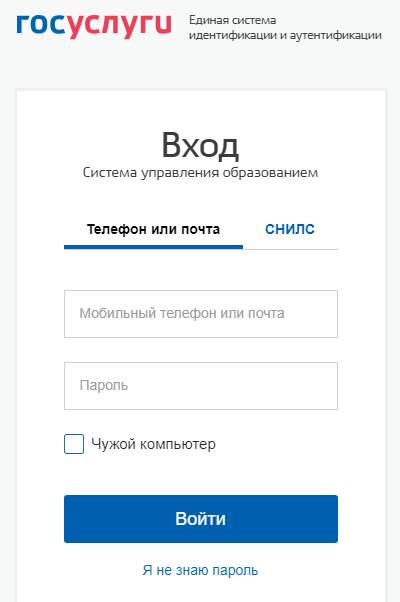 госуслуги
Единая система
идентификации и аутентификации
Вход
Система управления образованием
Телефон или почта
СНИЛС
Мобильный телефон или почта
Пароль
Чужой компьютер
Войти
Я не знаю пароль